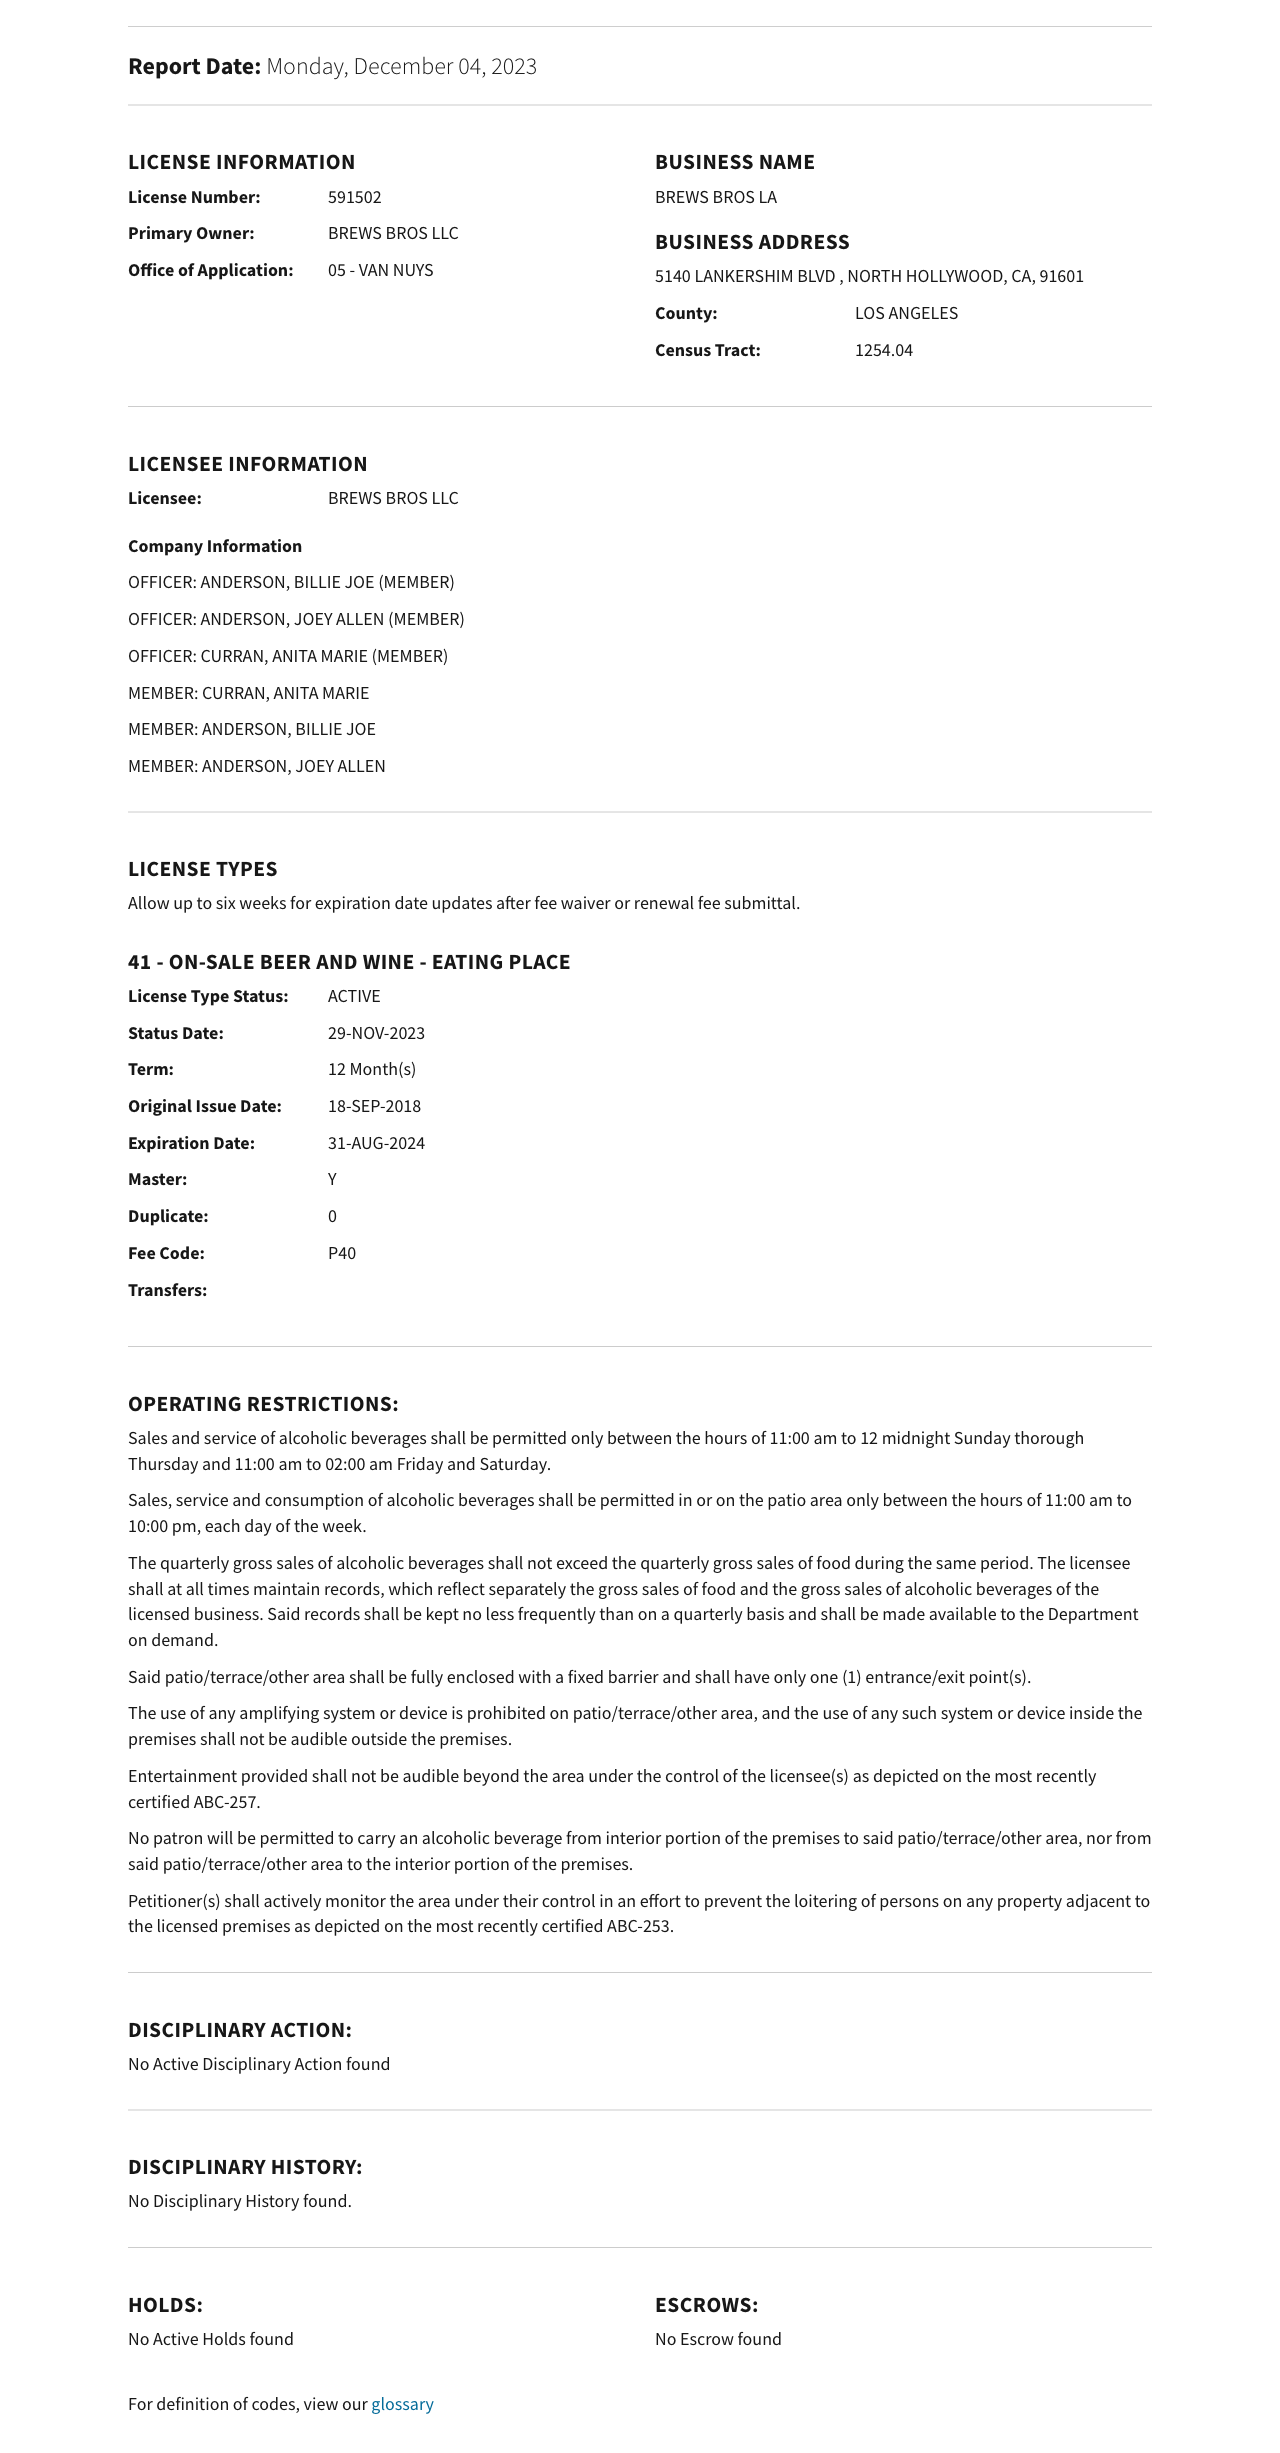 Report Date: Monday, December 04, 2023
LICENSE INFORMATION
License Number: 591502
Primary Owner: BREWS BROS LLC
Office of Application: 05 - VAN NUYS
BUSINESS NAME
BREWS BROS LA
BUSINESS ADDRESS
5140 LANKERSHIM BLVD , NORTH HOLLYWOOD, CA, 91601
County: LOS ANGELES
Census Tract: 1254.04
LICENSEE INFORMATION
Licensee: BREWS BROS LLC
Company Information
OFFICER: ANDERSON, BILLIE JOE (MEMBER)
OFFICER: ANDERSON, JOEY ALLEN (MEMBER)
OFFICER: CURRAN, ANITA MARIE (MEMBER)
MEMBER: CURRAN, ANITA MARIE
MEMBER: ANDERSON, BILLIE JOE
MEMBER: ANDERSON, JOEY ALLEN
LICENSE TYPES
Allow up to six weeks for expiration date updates after fee waiver or renewal fee submittal.
41 - ON-SALE BEER AND WINE - EATING PLACE
License Type Status: ACTIVE
Status Date: 29-NOV-2023
Term: 12 Month(s)
Original Issue Date: 18-SEP-2018
Expiration Date: 31-AUG-2024
Master: Y
Duplicate: 0
Fee Code: P40
Transfers:
OPERATING RESTRICTIONS:
Sales and service of alcoholic beverages shall be permitted only between the hours of 11:00 am to 12 midnight Sunday thorough
Thursday and 11:00 am to 02:00 am Friday and Saturday.
Sales, service and consumption of alcoholic beverages shall be permitted in or on the patio area only between the hours of 11:00 am to
10:00 pm, each day of the week.
The quarterly gross sales of alcoholic beverages shall not exceed the quarterly gross sales of food during the same period. The licensee
shall at all times maintain records, which reflect separately the gross sales of food and the gross sales of alcoholic beverages of the
licensed business. Said records shall be kept no less frequently than on a quarterly basis and shall be made available to the Department
on demand.
Said patio/terrace/other area shall be fully enclosed with a fixed barrier and shall have only one (1) entrance/exit point(s).
The use of any amplifying system or device is prohibited on patio/terrace/other area, and the use of any such system or device inside the
premises shall not be audible outside the premises.
Entertainment provided shall not be audible beyond the area under the control of the licensee(s) as depicted on the most recently
certified ABC-257.
No patron will be permitted to carry an alcoholic beverage from interior portion of the premises to said patio/terrace/other area, nor from
said patio/terrace/other area to the interior portion of the premises.
Petitioner(s) shall actively monitor the area under their control in an effort to prevent the loitering of persons on any property adjacent to
the licensed premises as depicted on the most recently certified ABC-253.
DISCIPLINARY ACTION:
No Active Disciplinary Action found
DISCIPLINARY HISTORY:
No Disciplinary History found.
HOLDS:
No Active Holds found
ESCROWS:
No Escrow found
For definition of codes, view our glossary